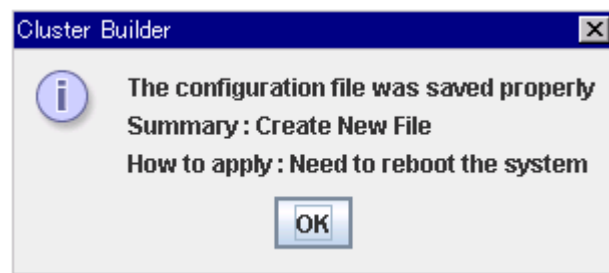 Cluster Builder
The configuration file was saved properly
Summary : Create New File
How to apply : Need to reboot the system
OK